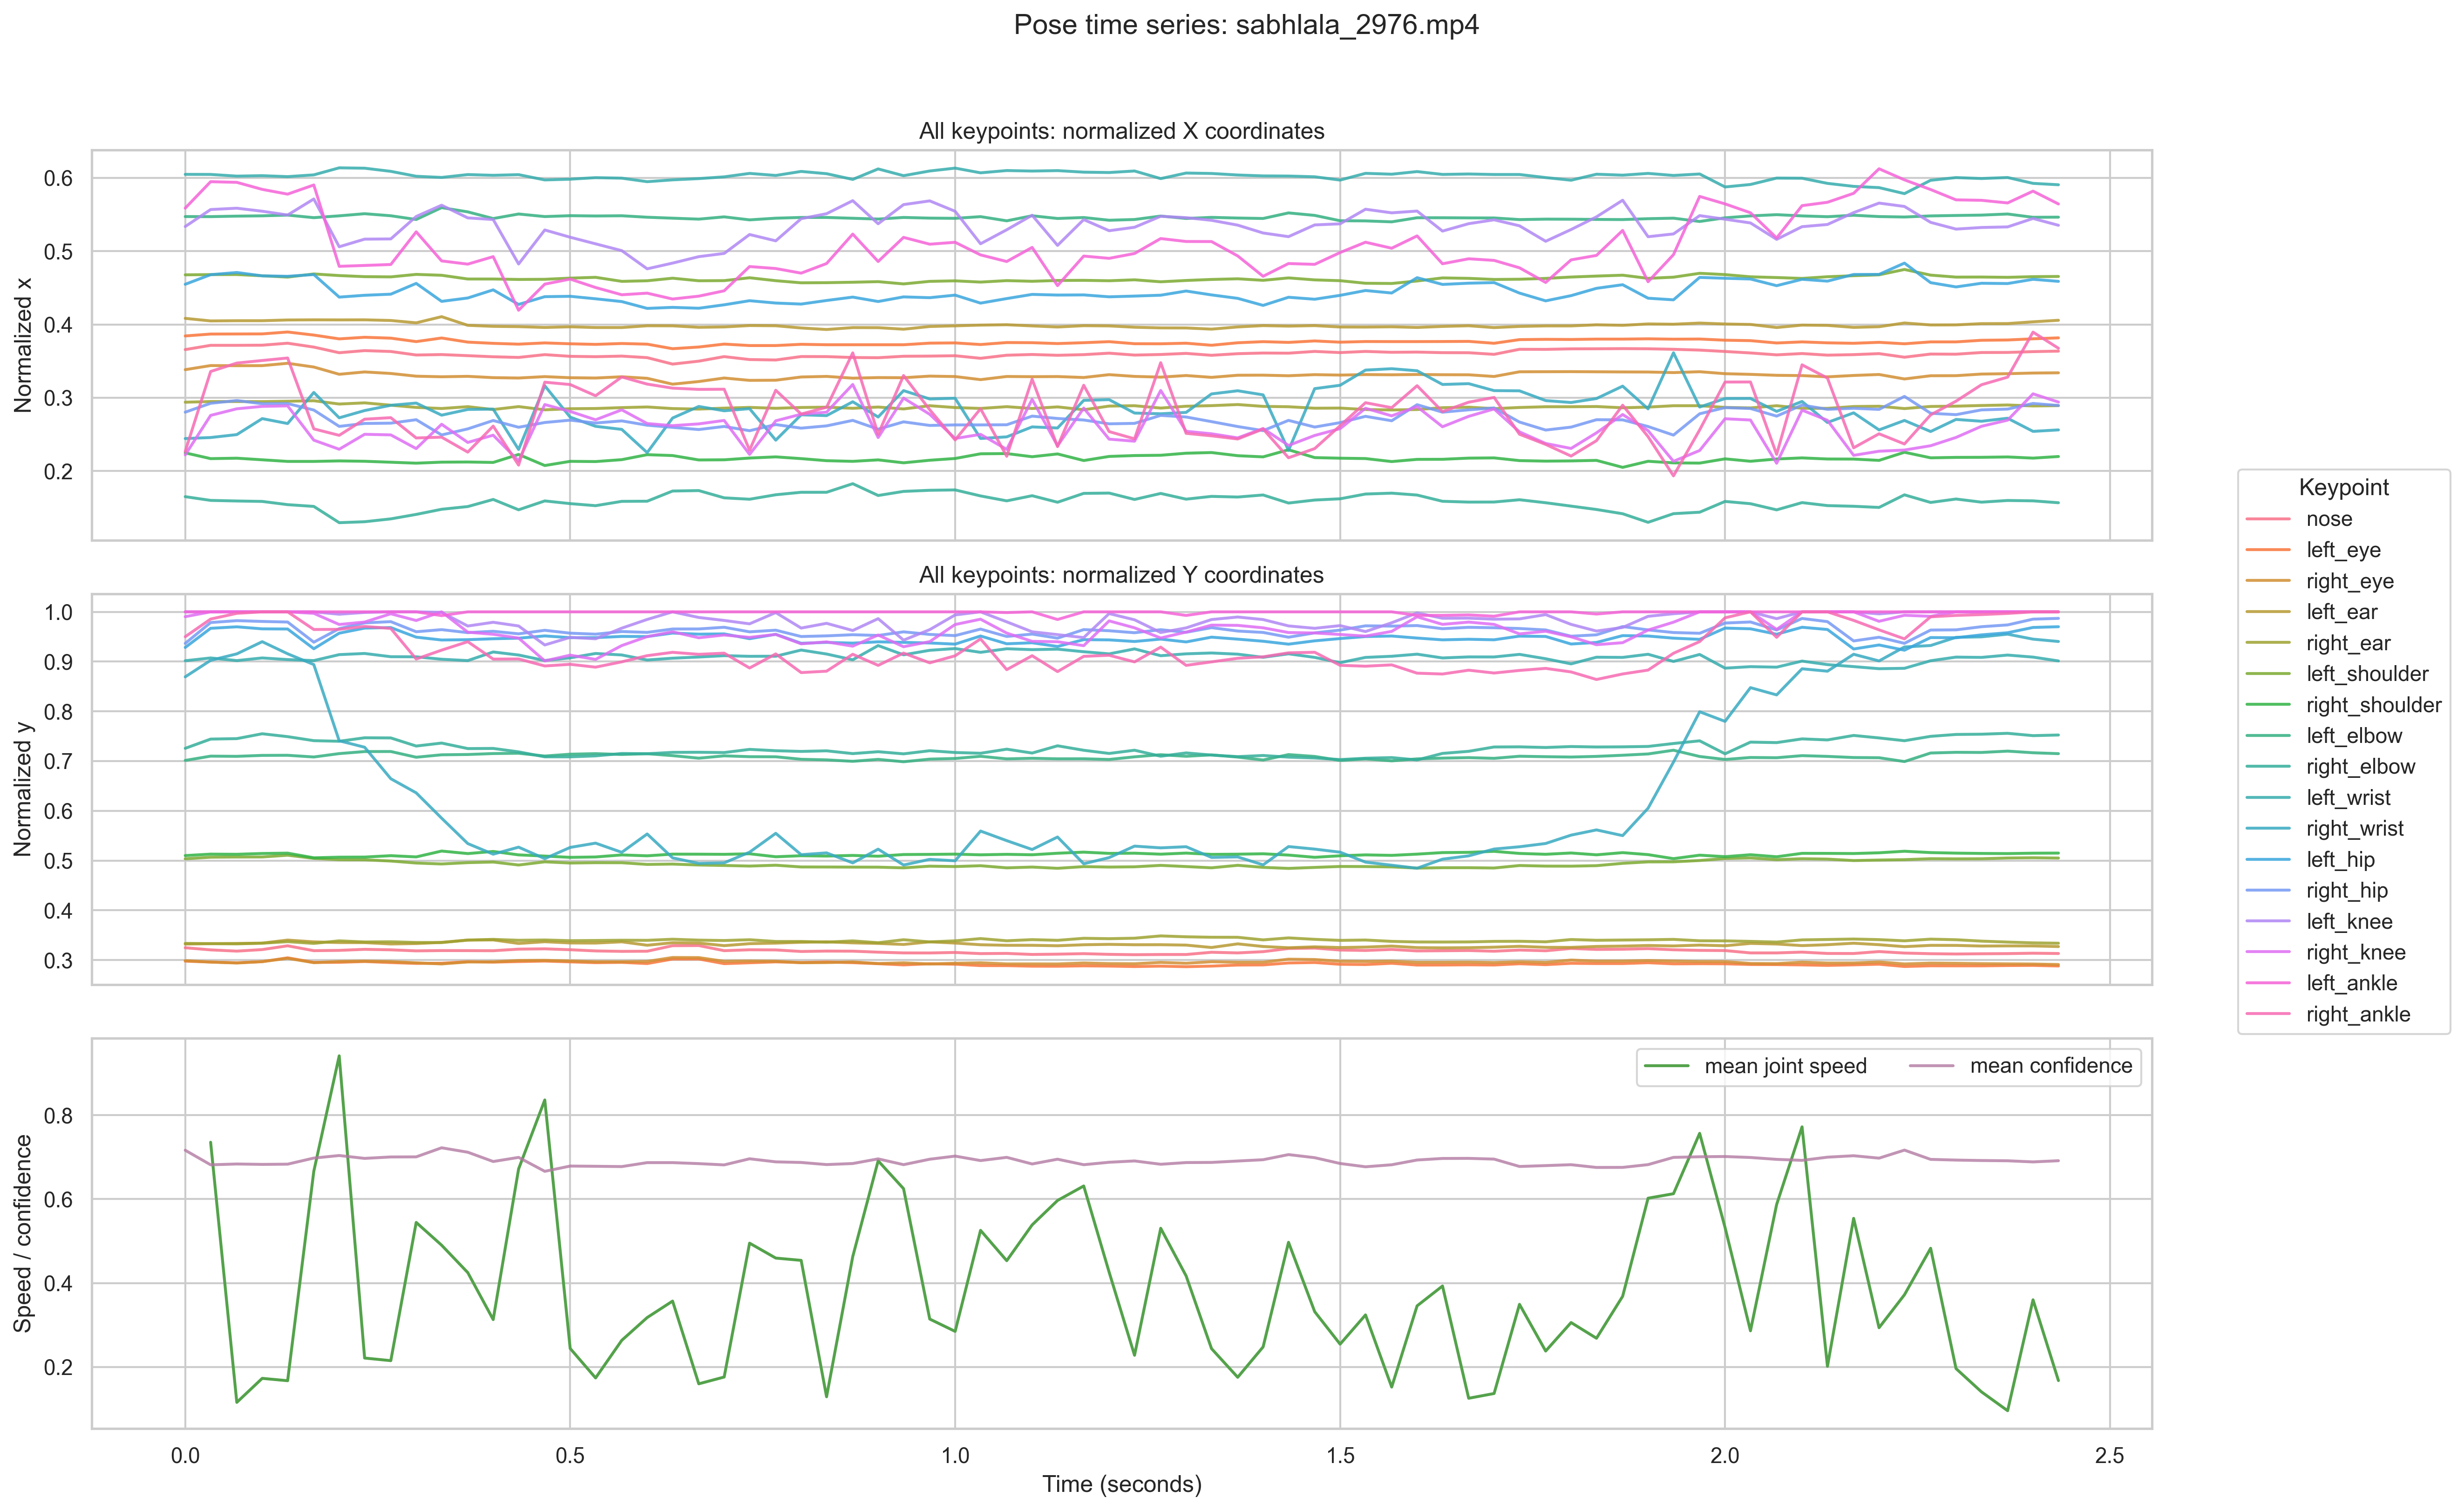 Pose time series: sabhlala_2976.mp4
All keypoints: normalized X coordinates
Normalized x
0.6
0.5
0.4
0.3
0.2
All keypoints: normalized Y coordinates
Normalized y
1.0
0.9
0.8
0.7
0.6
0.5
0.4
0.3
Keypoint
nose
left_eye
right_eye
left_ear
right_ear
left_shoulder
right_shoulder
left_elbow
right_elbow
left_wrist
right_wrist
left_hip
right_hip
left_knee
right_knee
left_ankle
right_ankle
mean joint speed mean confidence
Speed / confidence
0.8
0.6
0.4
0.2
0.0 0.5 1.0 1.5 2.0 2.5
Time (seconds)